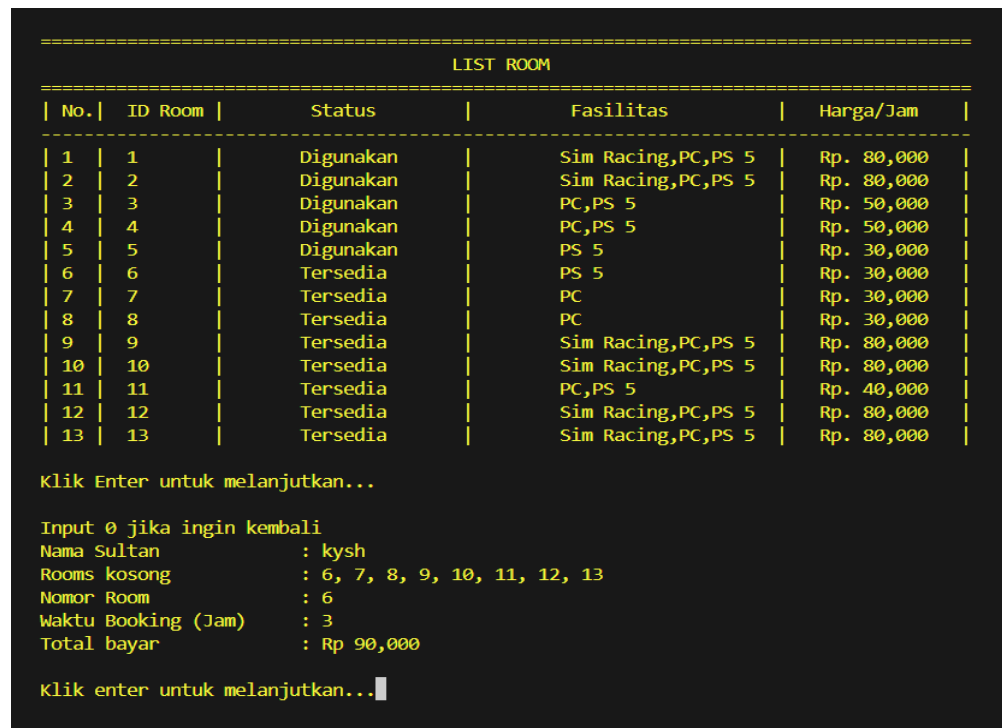 ======================================================================================
LIST ROOM
======================================================================================
| No.| ID Room | Status | Fasilitas | Harga/Jam |
--------------------------------------------------------------------------------------
| 1 | 1 | Digunakan | Sim Racing,PC,PS 5 | Rp. 80,000 |
| 2 | 2 | Digunakan | Sim Racing,PC,PS 5 | Rp. 80,000 |
| 3 | 3 | Digunakan | PC,PS 5 | Rp. 50,000 |
| 4 | 4 | Digunakan | PC,PS 5 | Rp. 50,000 |
| 5 | 5 | Digunakan | PS 5 | Rp. 30,000 |
| 6 | 6 | Tersedia | PS 5 | Rp. 30,000 |
| 7 | 7 | Tersedia | PC | Rp. 30,000 |
| 8 | 8 | Tersedia | PC | Rp. 30,000 |
| 9 | 9 | Tersedia | Sim Racing,PC,PS 5 | Rp. 80,000 |
| 10 | 10 | Tersedia | Sim Racing,PC,PS 5 | Rp. 80,000 |
| 11 | 11 | Tersedia | PC,PS 5 | Rp. 40,000 |
| 12 | 12 | Tersedia | Sim Racing,PC,PS 5 | Rp. 80,000 |
| 13 | 13 | Tersedia | Sim Racing,PC,PS 5 | Rp. 80,000 |
Klik Enter untuk melanjutkan...
Input 0 jika ingin kembali
Nama Sultan : kysh
Rooms kosong : 6, 7, 8, 9, 10, 11, 12, 13
Nomor Room : 6
Waktu Booking (Jam) : 3
Total bayar : Rp 90,000
Klik enter untuk melanjutkan...